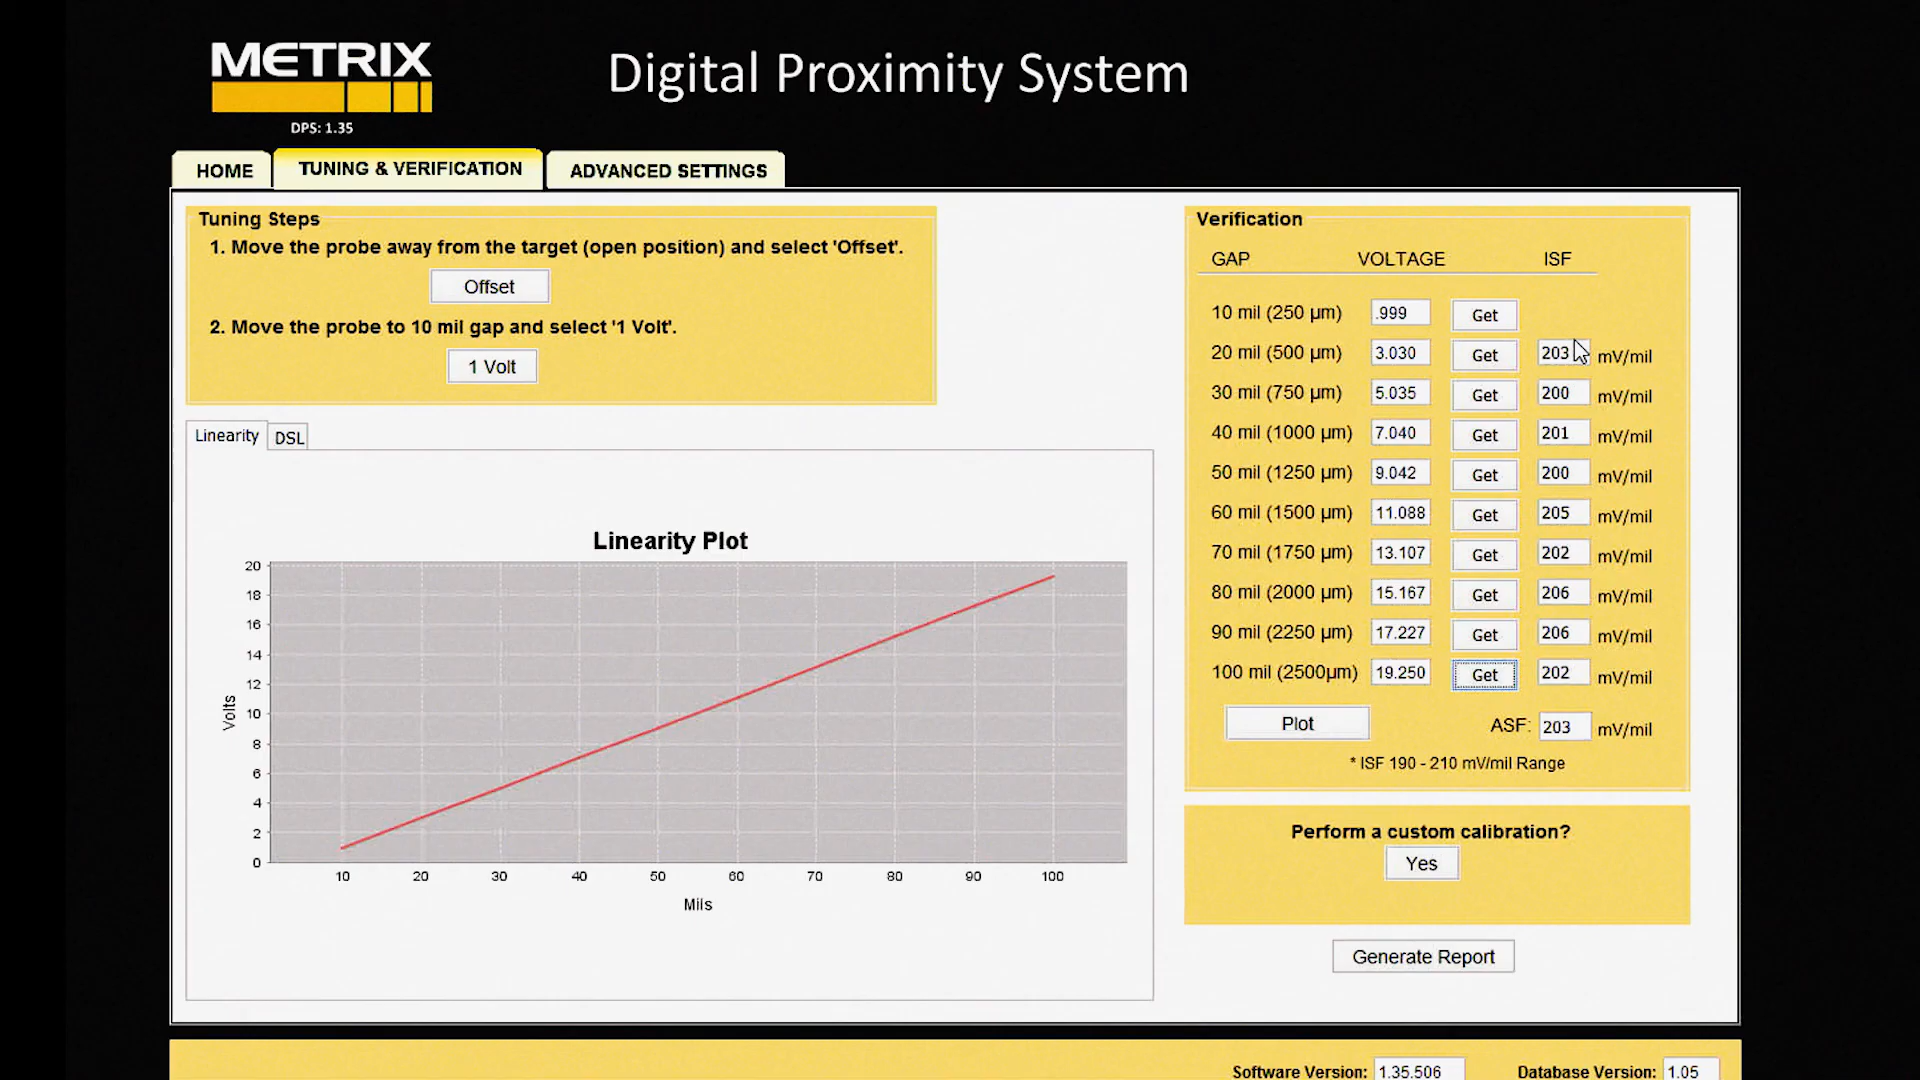 METRIX
Digital Proximity System
DPS: 1.35
HOME
TUNING & VERIFICATION
ADVANCED SETTINGS
Tuning Steps
1. Move the probe away from the target (open position) and select 'Offset'.
Offset
2. Move the probe to 10 mil gap and select '1 Volt'.
1 Volt
Linearity
DSL
Linearity Plot
20
18
16
14
12
10
8
6
4
2
0
Volts
10 20 30 40 50 60 70 80 90 100
Mils
Verification
GAP VOLTAGE ISF
10 mil (250 µm) .999 Get
20 mil (500 µm) 3.030 Get 203 mV/mil
30 mil (750 µm) 5.035 Get 200 mV/mil
40 mil (1000 µm) 7.040 Get 201 mV/mil
50 mil (1250 µm) 9.042 Get 200 mV/mil
60 mil (1500 µm) 11.088 Get 205 mV/mil
70 mil (1750 µm) 13.107 Get 202 mV/mil
80 mil (2000 µm) 15.167 Get 206 mV/mil
90 mil (2250 µm) 17.227 Get 206 mV/mil
100 mil (2500µm) 19.250 Get 202 mV/mil
Plot ASF: 203 mV/mil
* ISF 190 - 210 mV/mil Range
Perform a custom calibration?
Yes
Generate Report
Software Version: 1.35.506 Database Version: 1.05